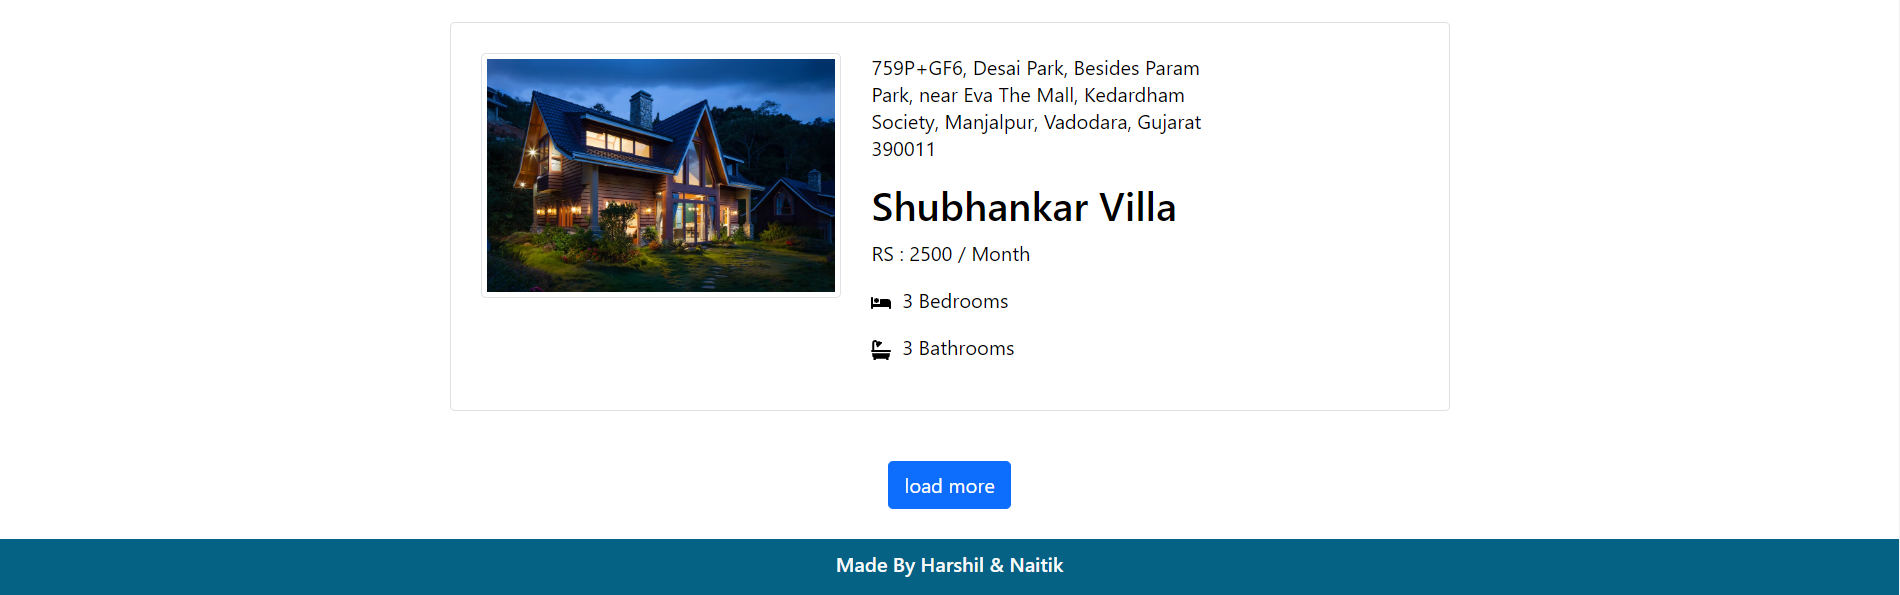 759P+GF6, Desai Park, Besides Param
Park, near Eva The Mall, Kedardham
Society, Manjalpur, Vadodara, Gujarat
390011
Shubhankar Villa
RS : 2500 / Month
3 Bedrooms
3 Bathrooms
load more
Made By Harshil & Naitik